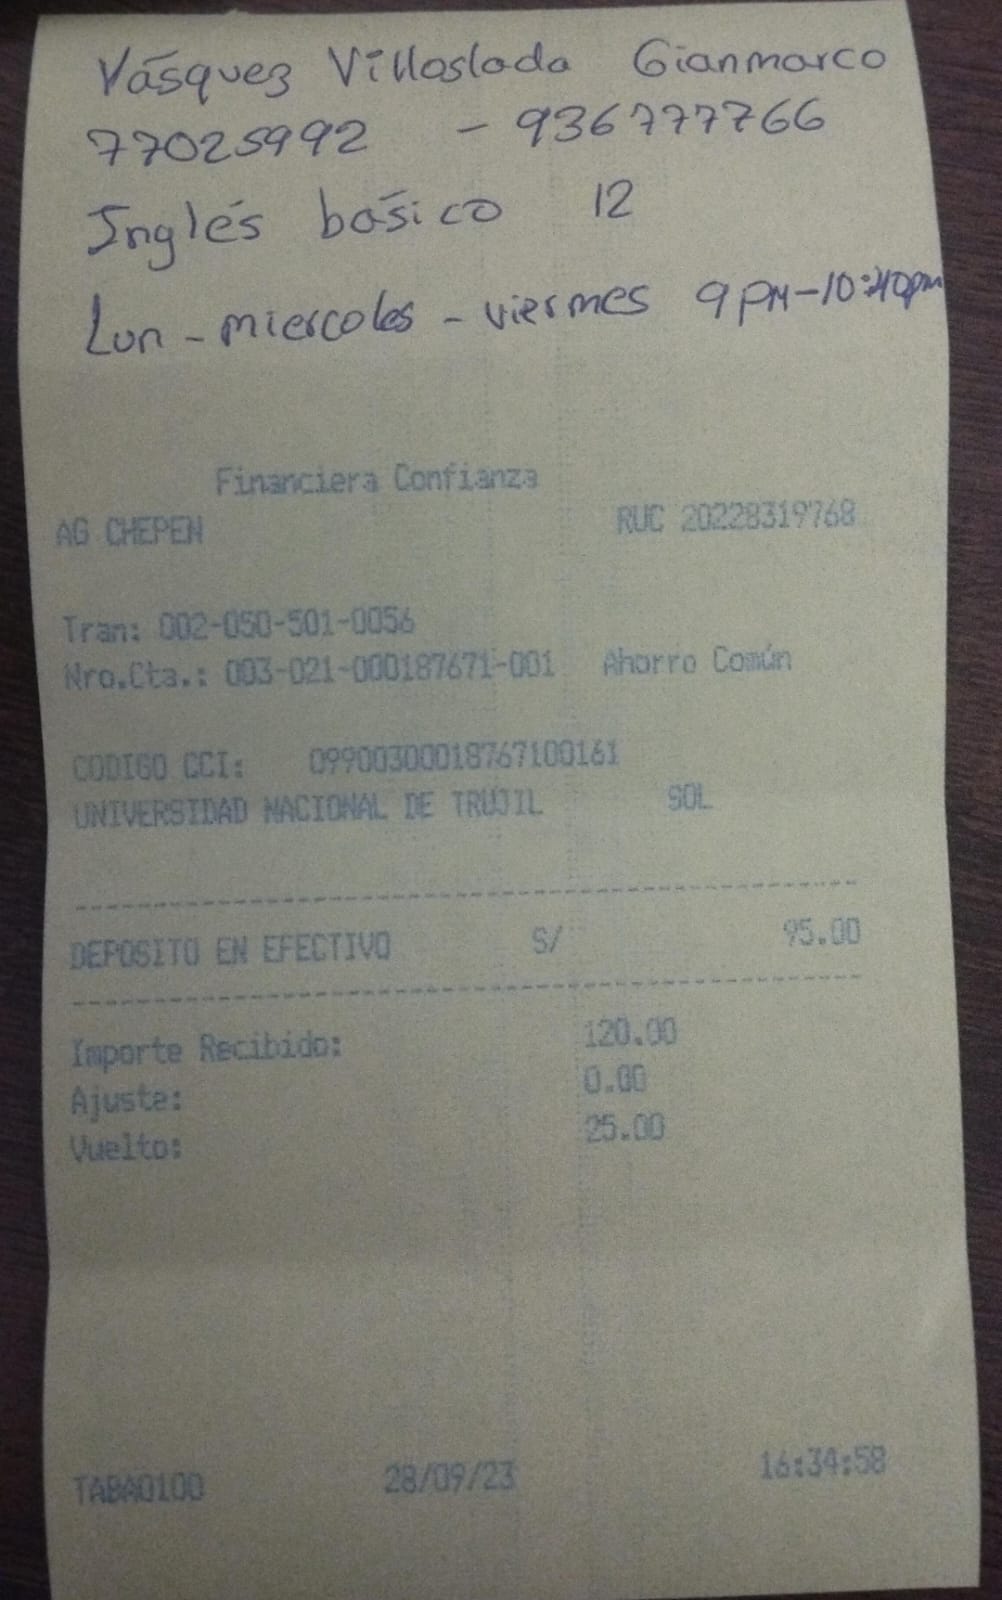 Vásquez Villoslada Gianmarco
77025992 - 936777766
Inglés básico 12
Lun - miercoles - viernes 9 PM-10:40pm
Financiera Confianza
AG CHEPEN RUC 20228319768
Tran: 002-050-501-0056
Nro.Cta.: 003-021-000187671-001 Ahorro Común
CODIGO CCI: 09900300018767100161
UNIVERSIDAD NACIONAL DE TRUJIL SOL
DEPOSITO EN EFECTIVO S/ 95.00
Importe Recibido: 120.00
Ajuste: 0.00
Vuelto: 25.00
TABA0100 28/09/23 16:34:58